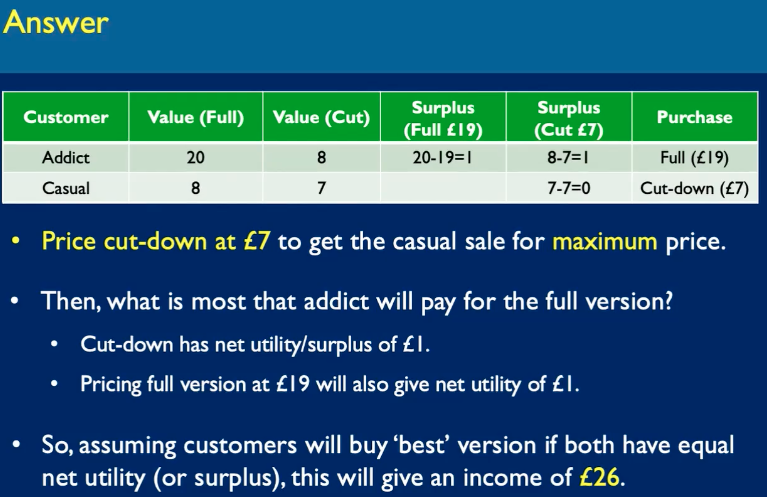 Answer
Customer Value (Full) Value (Cut) Surplus (Full £19) Surplus (Cut £7) Purchase
Addict 20 8 20-19=1 8-7=1 Full (£19)
Casual 8 7 7-7=0 Cut-down (£7)
• Price cut-down at £7 to get the casual sale for maximum price.
• Then, what is most that addict will pay for the full version?
• Cut-down has net utility/surplus of £1.
• Pricing full version at £19 will also give net utility of £1.
• So, assuming customers will buy ‘best’ version if both have equal
net utility (or surplus), this will give an income of £26.